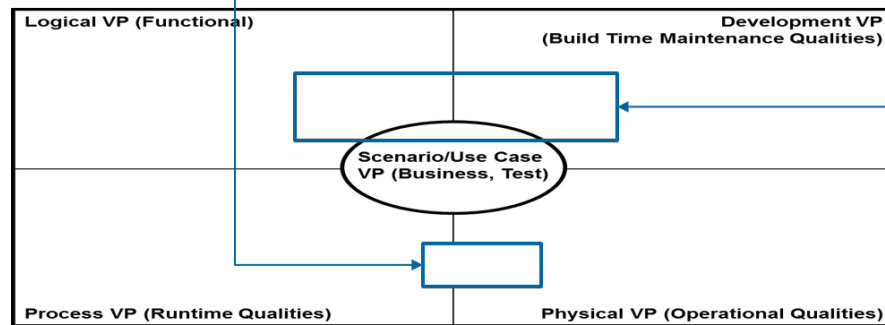 Logical VP (Functional)
Development VP
(Build Time Maintenance Qualities)
Scenario/Use Case
VP (Business, Test)
Process VP (Runtime Qualities)
Physical VP (Operational Qualities)